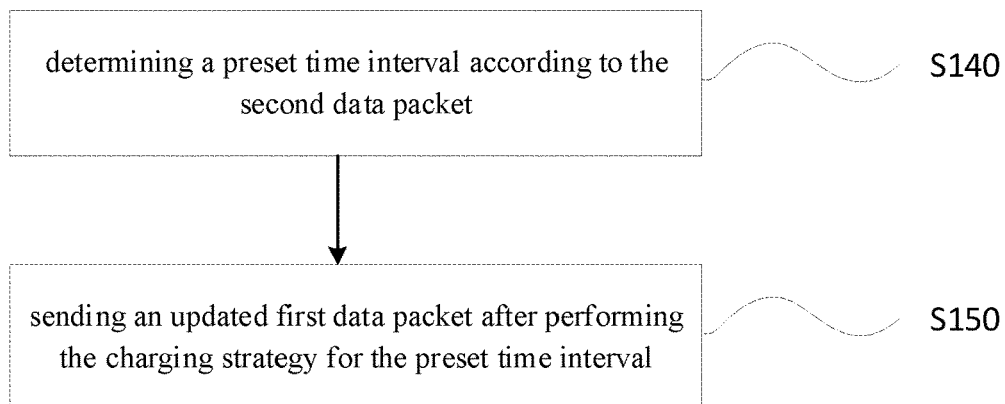 determining a preset time interval according to the
second data packet
S140
sending an updated first data packet after performing
the charging strategy for the preset time interval
S150